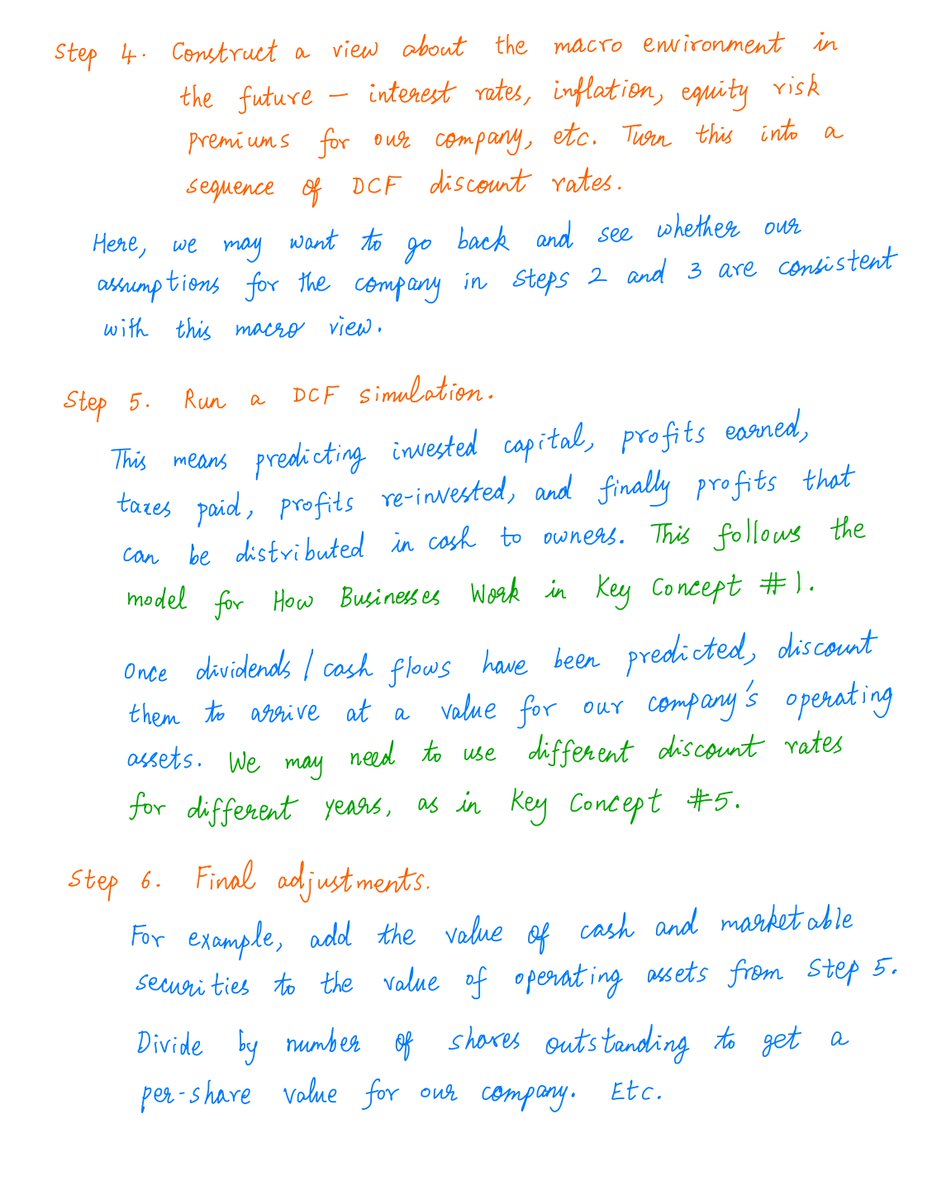 Step 4. Construct a view about the macro environment in
the future – interest rates, inflation, equity risk
premiums for our company, etc. Turn this into a
sequence of DCF discount rates.
Here, we may want to go back and see whether our
assumptions for the company in Steps 2 and 3 are consistent
with this macro view.
Step 5. Run a DCF simulation.
This means predicting invested capital, profits earned,
taxes paid, profits re-invested, and finally profits that
can be distributed in cash to owners. This follows the
model for How Businesses Work in Key Concept #1.
Once dividends / cash flows have been predicted, discount
them to arrive at a value for our company's operating
assets. We may need to use different discount rates
for different years, as in Key Concept #5.
Step 6. Final adjustments.
For example, add the value of cash and marketable
securities to the value of operating assets from Step 5.
Divide by number of shares outstanding to get a
per-share value for our company. Etc.